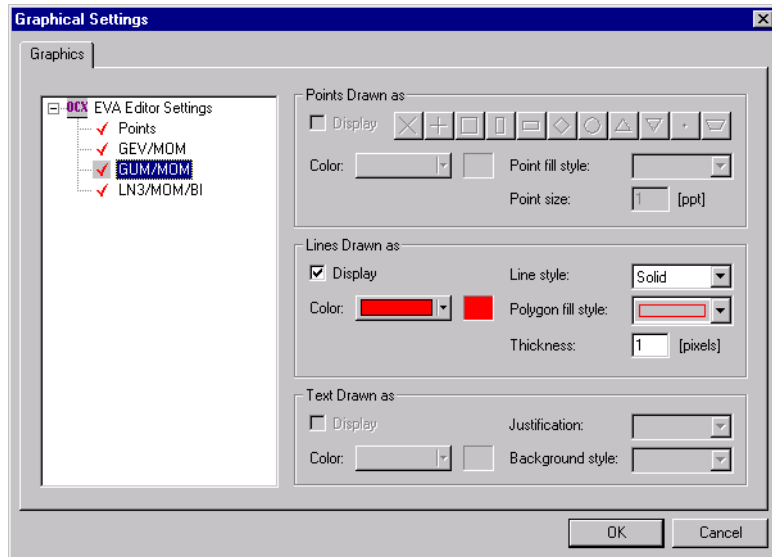 Graphical Settings
Graphics
OCX EVA Editor Settings
Points
GEV/MOM
GUM/MOM
LN3/MOM/BI
Points Drawn as
Display
Color:
Point fill style:
Point size: 1 [ppt]
Lines Drawn as
Display
Line style: Solid
Color:
Polygon fill style:
Thickness: 1 [pixels]
Text Drawn as
Display
Justification:
Color:
Background style:
OK
Cancel